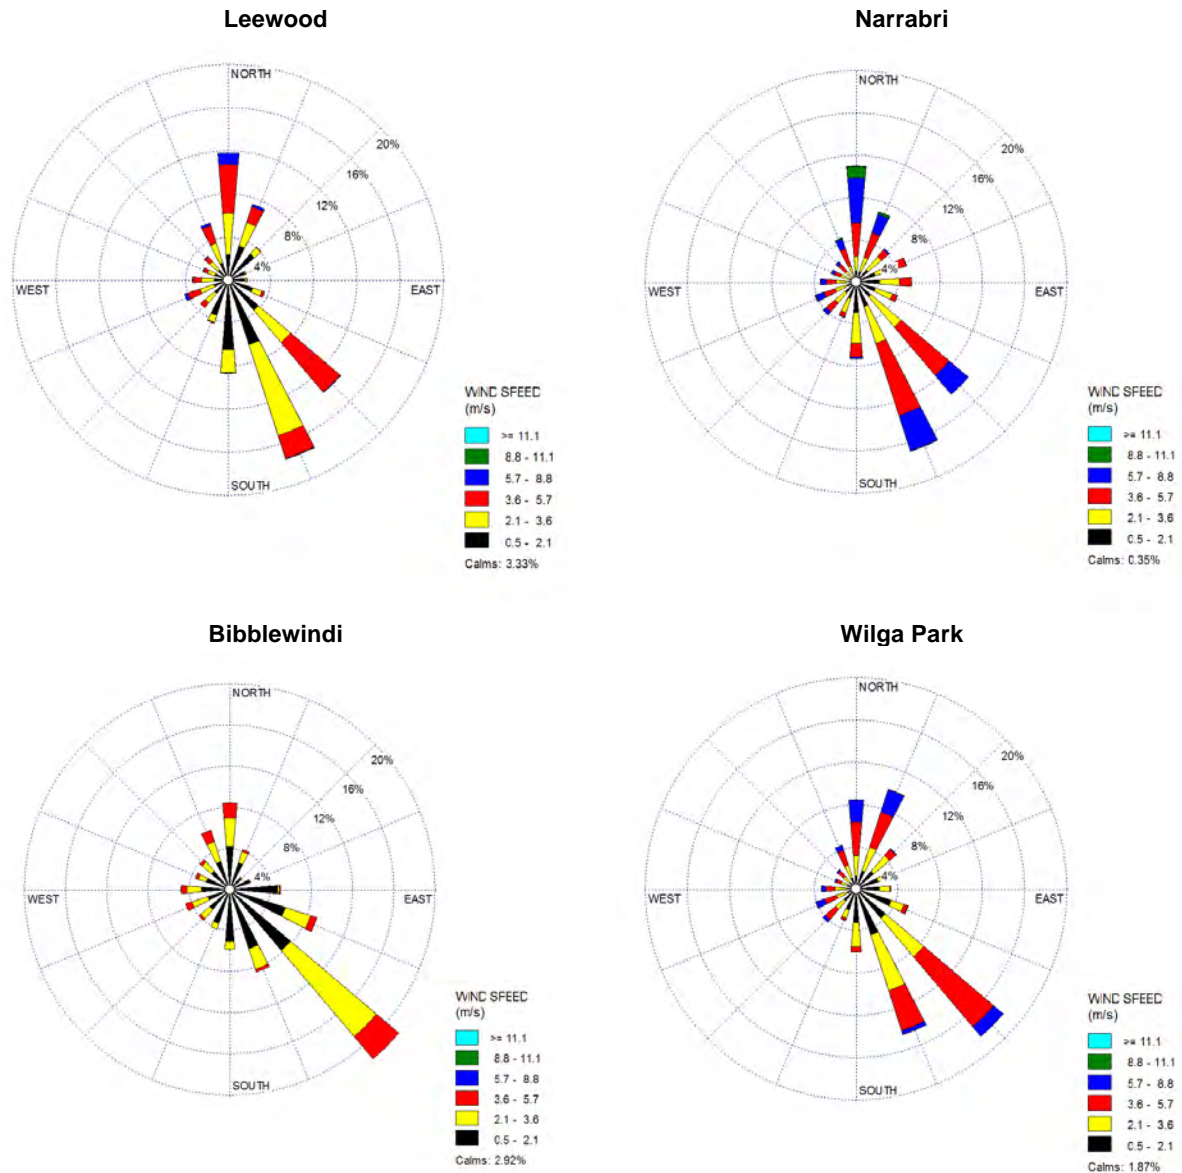 Leewood
NORTH
20%
16%
12%
8%
4%
WEST
EAST
SOUTH
WIND SPEED
(m/s)
>= 11.1
8.8 - 11.1
5.7 - 8.8
3.6 - 5.7
2.1 - 3.6
0.5 - 2.1
Calms: 3.33%
Narrabri
NORTH
20%
16%
12%
8%
4%
WEST
EAST
SOUTH
WIND SPEED
(m/s)
>= 11.1
8.8 - 11.1
5.7 - 8.8
3.6 - 5.7
2.1 - 3.6
0.5 - 2.1
Calms: 0.35%
Bibblewindi
NORTH
20%
16%
12%
8%
4%
WEST
EAST
SOUTH
WIND SPEED
(m/s)
>= 11.1
8.8 - 11.1
5.7 - 8.8
3.6 - 5.7
2.1 - 3.6
0.5 - 2.1
Calms: 2.92%
Wilga Park
NORTH
20%
16%
12%
8%
4%
WEST
EAST
SOUTH
WIND SPEED
(m/s)
>= 11.1
8.8 - 11.1
5.7 - 8.8
3.6 - 5.7
2.1 - 3.6
0.5 - 2.1
Calms: 1.87%